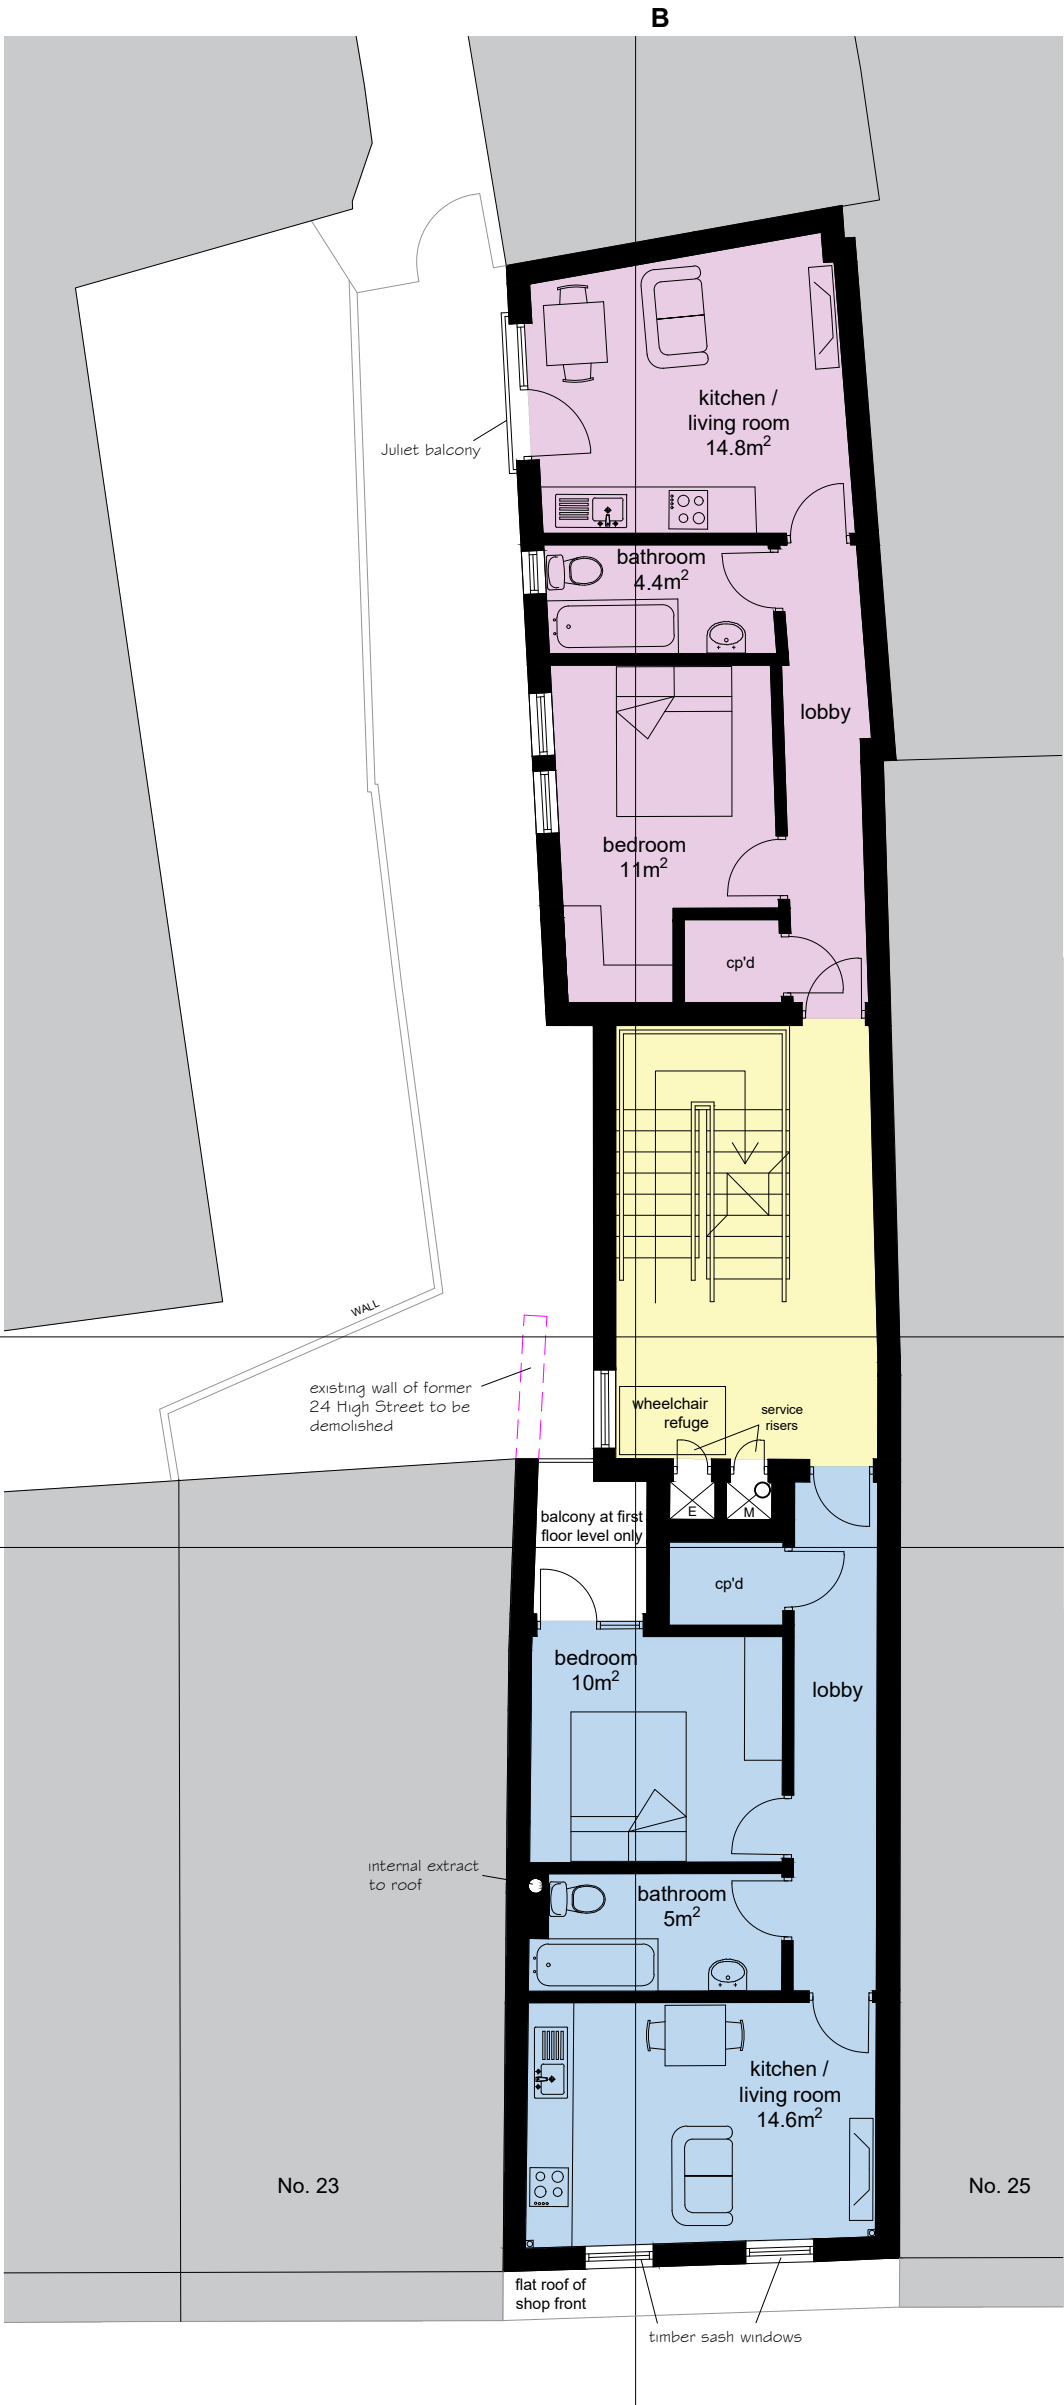 B
kitchen /
living room
14.8m²
Juliet balcony
bathroom
4.4m²
lobby
bedroom
11m²
cp'd
WALL
existing wall of former
24 High Street to be
demolished
wheelchair
refuge
service
risers
E
M
balcony at first
floor level only
cp'd
bedroom
10m²
lobby
internal extract
to roof
bathroom
5m²
kitchen /
living room
14.6m²
No. 23
No. 25
flat roof of
shop front
timber sash windows